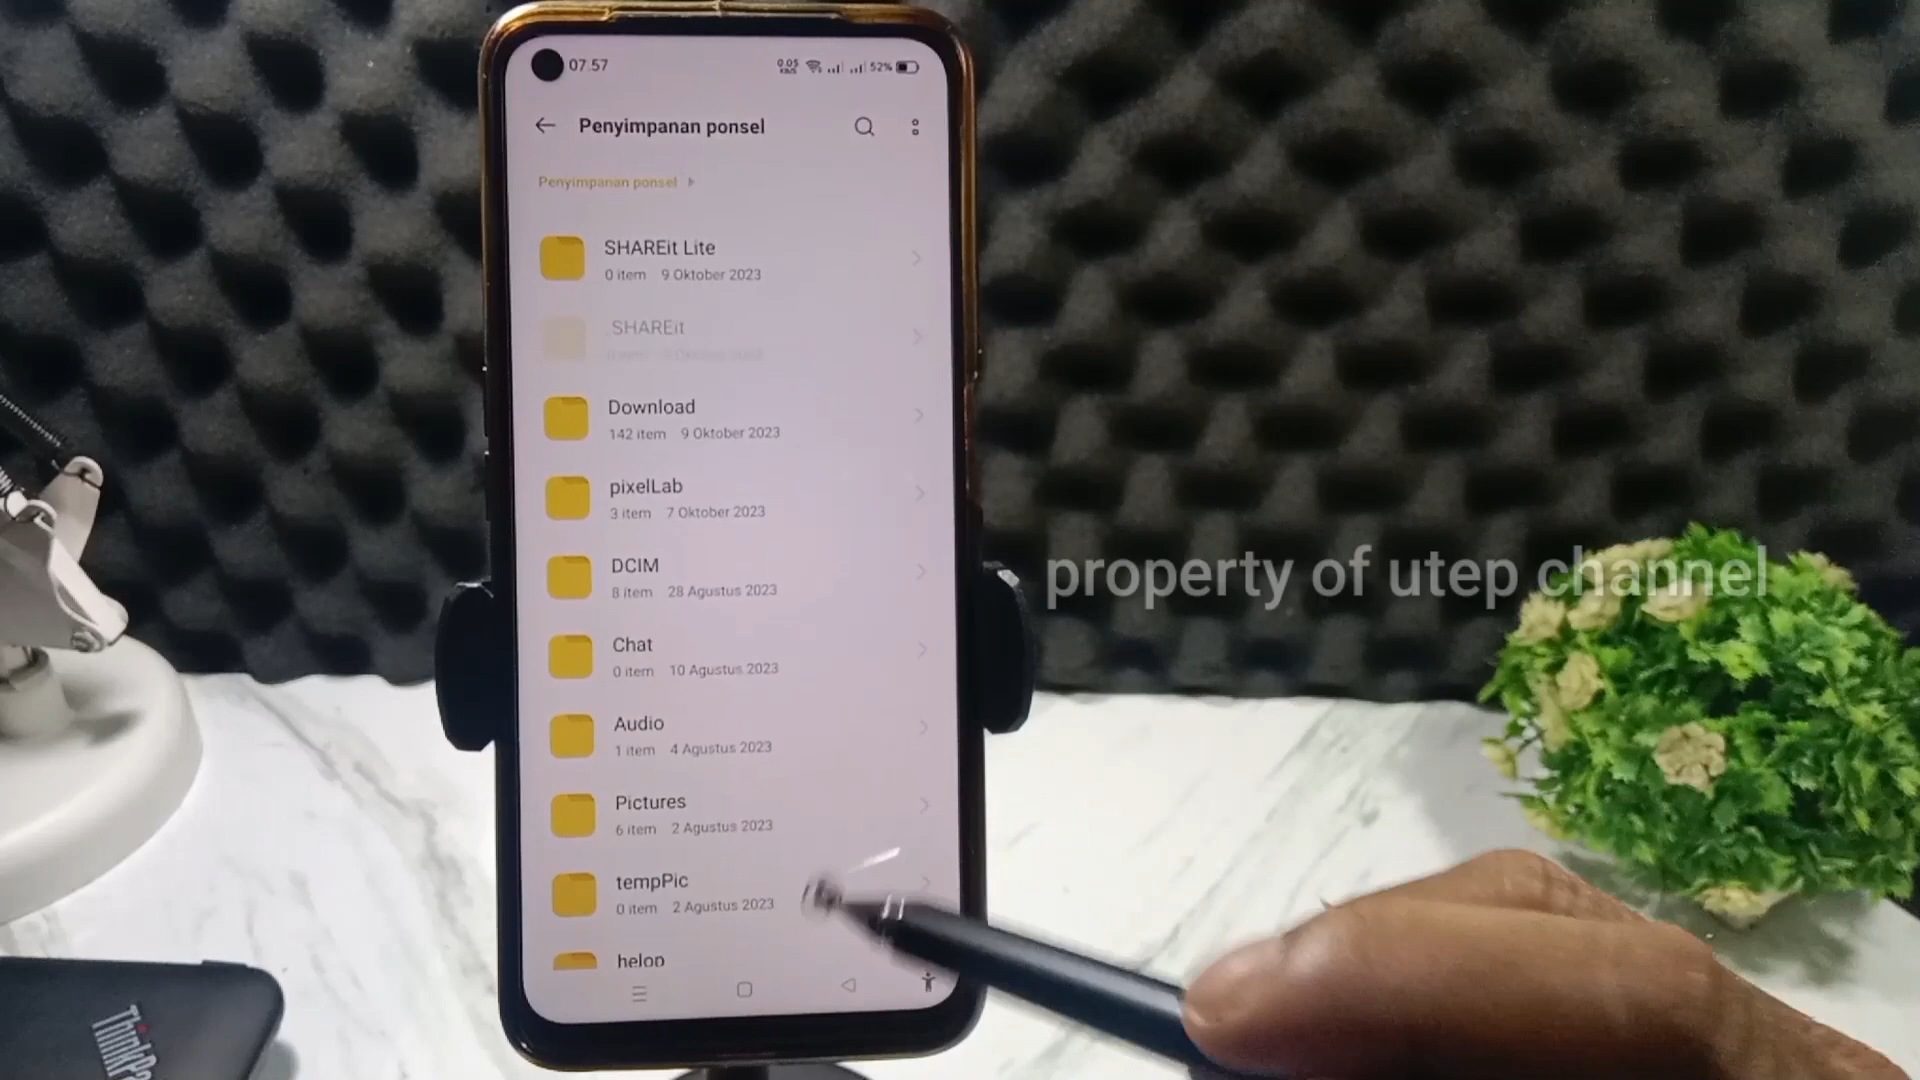 07.57
0.05
KB/S
52%
Penyimpanan ponsel
Penyimpanan ponsel
SHAREit Lite
0 item 9 Oktober 2023
.SHAREit
Download
142 item 9 Oktober 2023
pixelLab
3 item 7 Oktober 2023
DCIM
8 item 28 Agustus 2023
Chat
0 item 10 Agustus 2023
Audio
1 item 4 Agustus 2023
Pictures
6 item 2 Agustus 2023
tempPic
0 item 2 Agustus 2023
property of utep channel